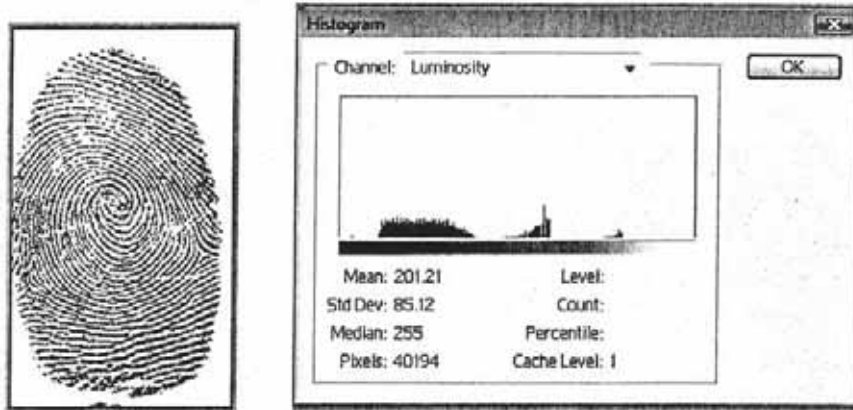 Histogram
Channel: Luminosity
OK
Mean: 201.21 Level:
Std Dev: 85.12 Count:
Median: 255 Percentile:
Pixels: 40194 Cache Level: 1